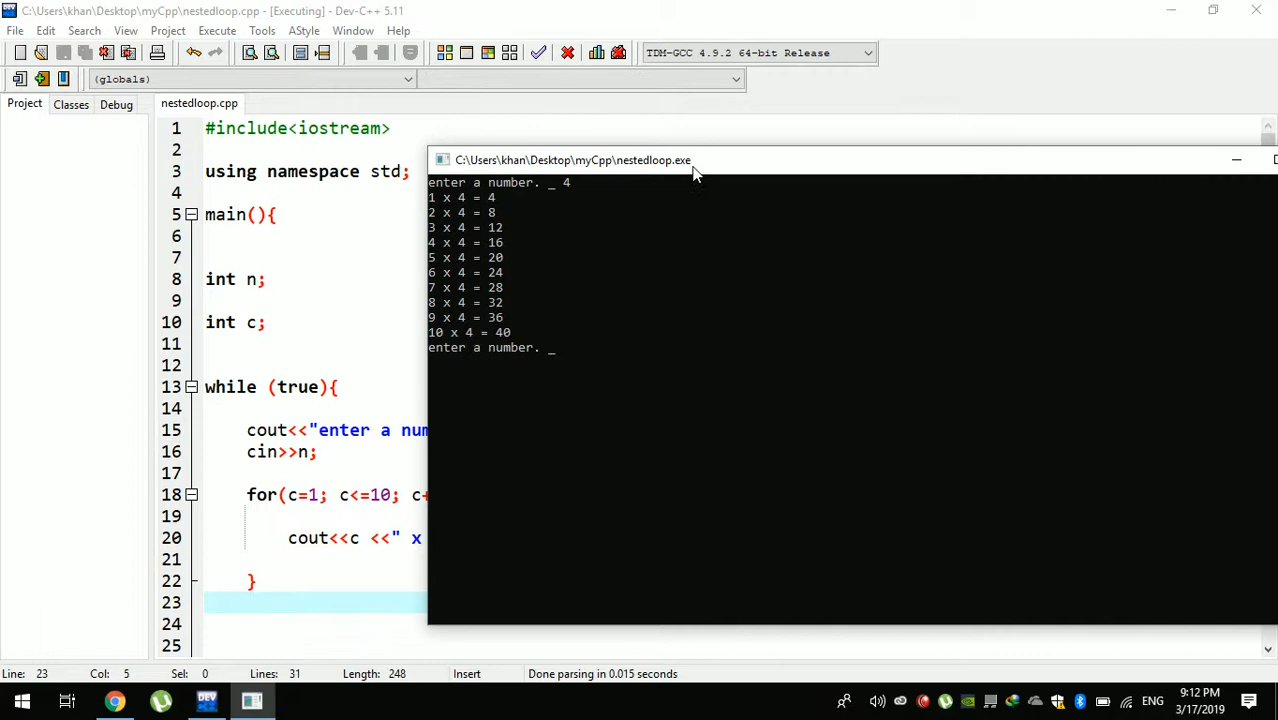 C:\Users\khan\Desktop\myCpp\nestedloop.cpp - [Executing] - Dev-C++ 5.11
File Edit Search View Project Execute Tools AStyle Window Help
TDM-GCC 4.9.2 64-bit Release
(globals)
Project Classes Debug nestedloop.cpp
1 #include<iostream>
2
3 using namespace std;
4
5 main(){
6
7
8 int n;
9
10 int c;
11
12
13 while (true){
14
15 cout<<"enter a num
16 cin>>n;
17
18 for(c=1; c<=10; c+
19
20 cout<<c <<" x
21
22 }
23
24
25
C:\Users\khan\Desktop\myCpp\nestedloop.exe
enter a number. _ 4
1 x 4 = 4
2 x 4 = 8
3 x 4 = 12
4 x 4 = 16
5 x 4 = 20
6 x 4 = 24
7 x 4 = 28
8 x 4 = 32
9 x 4 = 36
10 x 4 = 40
enter a number. _
Line: 23 Col: 5 Sel: 0 Lines: 31 Length: 248 Insert Done parsing in 0.015 seconds
DEV
ENG
9:12 PM
3/17/2019